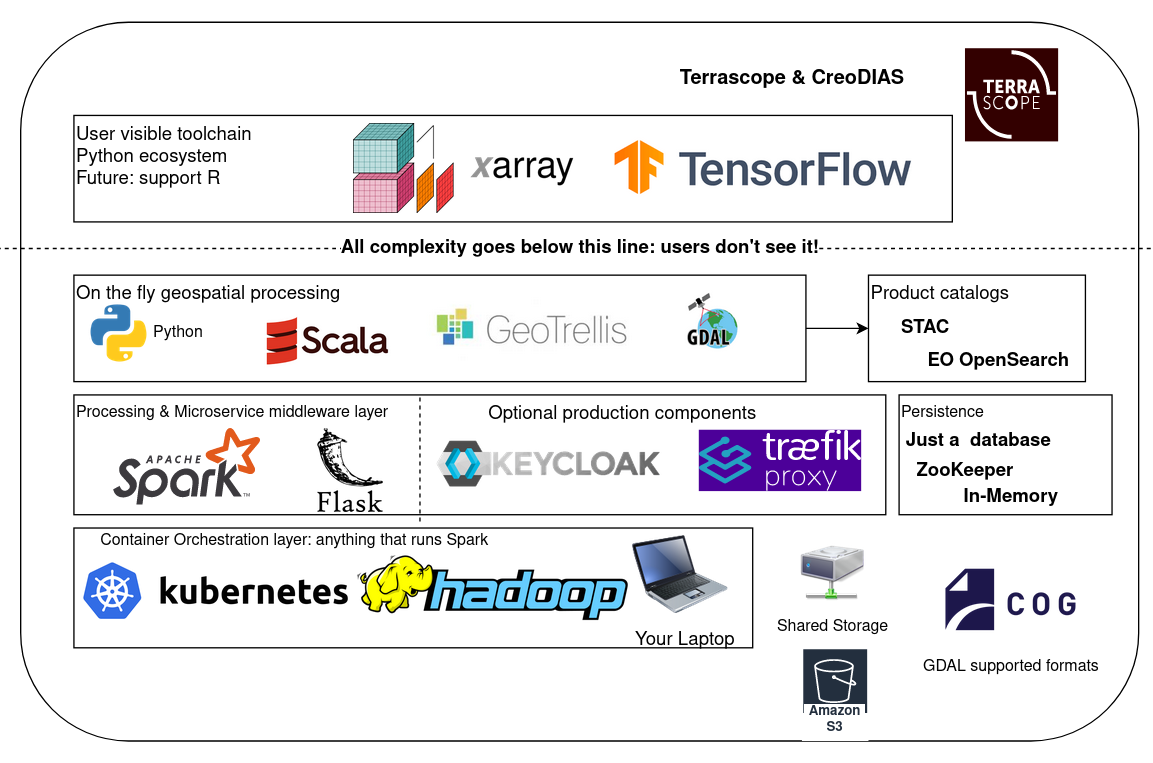 Terrascope & CreoDIAS
TERRA
SCOPE
User visible toolchain
Python ecosystem
Future: support R
xarray
TensorFlow
All complexity goes below this line: users don't see it!
On the fly geospatial processing
Python
Scala
GeoTrellis
GDAL
Product catalogs
STAC
EO OpenSearch
Processing & Microservice middleware layer
APACHE
Spark™
Flask
Optional production components
KEYCLOAK
træfik
proxy
Persistence
Just a  database
ZooKeeper
In-Memory
Container Orchestration layer: anything that runs Spark
kubernetes
hadoop
Your Laptop
Shared Storage
Amazon
S3
COG
GDAL supported formats